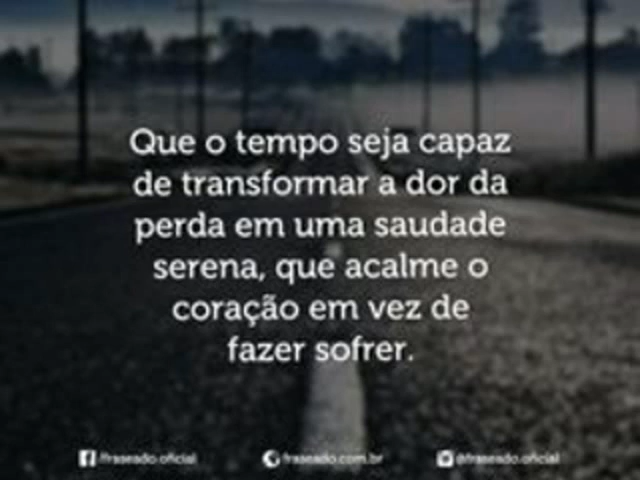 Que o tempo seja capaz
de transformar a dor da
perda em uma saudade
serena, que acalme o
coração em vez de
fazer sofrer.
/fraseado.oficial fraseado.com.br @fraseado.oficial